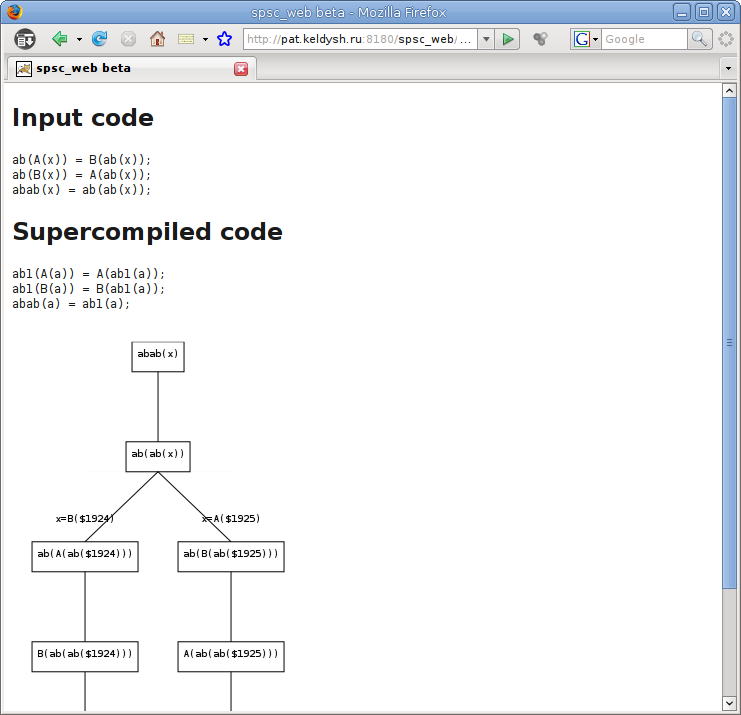 spsc_web beta - Mozilla Firefox
http://pat.keldysh.ru:8180/spsc_web/ ...
G
Google
spsc_web beta
Input code
ab(A(x)) = B(ab(x));
ab(B(x)) = A(ab(x));
abab(x) = ab(ab(x));
Supercompiled code
ab1(A(a)) = A(ab1(a));
ab1(B(a)) = B(ab1(a));
abab(a) = ab1(a);
abab(x)
ab(ab(x))
x=B($1924)
x=A($1925)
ab(A(ab($1924)))
ab(B(ab($1925)))
B(ab(ab($1924)))
A(ab(ab($1925)))